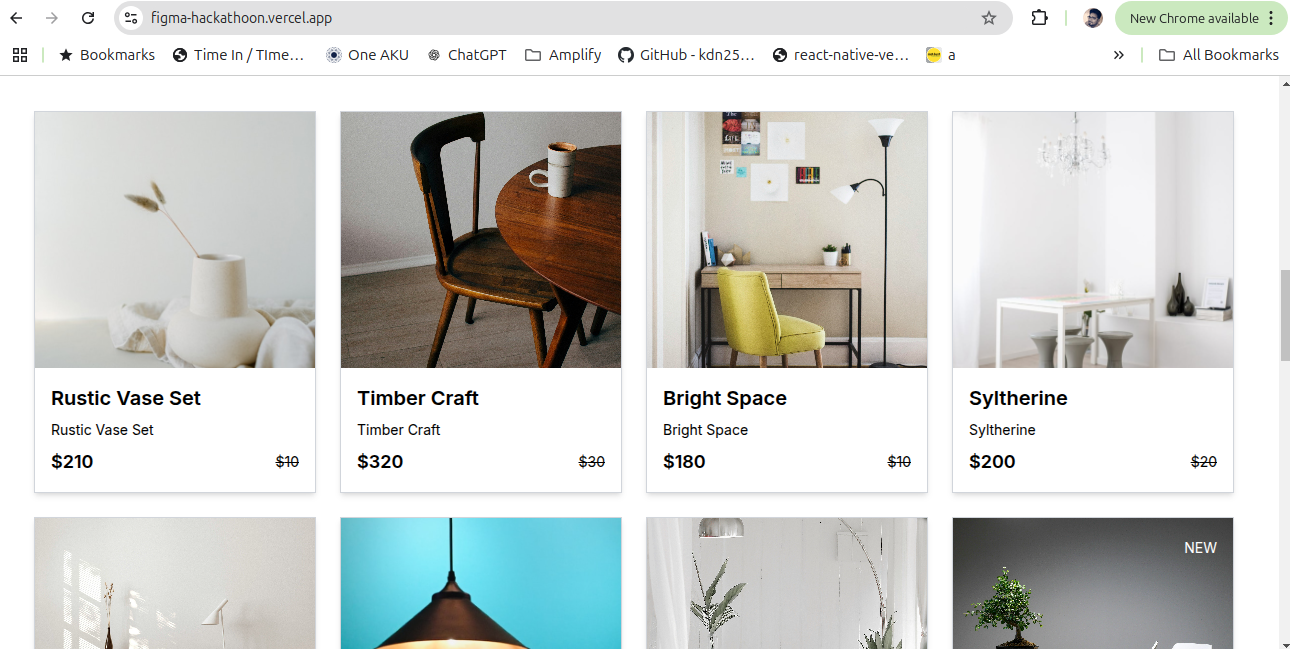 figma-hackathoon.vercel.app
New Chrome available
Bookmarks
Time In / TIme...
One AKU
ChatGPT
Amplify
GitHub - kdn25...
react-native-ve...
a
»
All Bookmarks
Rustic Vase Set
Rustic Vase Set
$210 $10
Timber Craft
Timber Craft
$320 $30
Bright Space
Bright Space
$180 $10
Syltherine
Syltherine
$200 $20
NEW